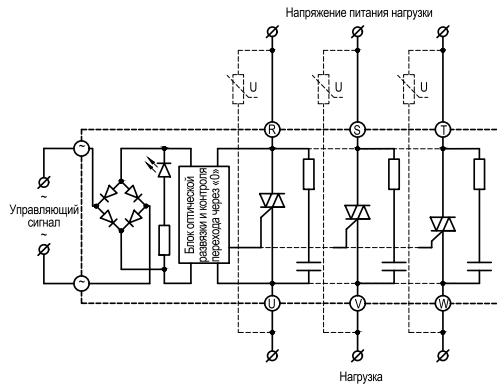 Напряжение питания нагрузки
U U U
R S T
~
Управляющий
~
сигнал
~
Блок оптической
развязки и контроля
перехода через «0»
~
U V W
Нагрузка